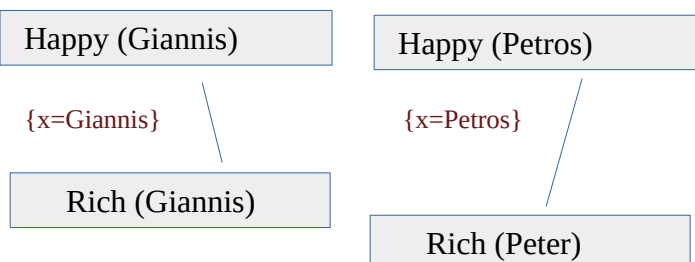 Happy (Giannis)
{x=Giannis}
Rich (Giannis)
Happy (Petros)
{x=Petros}
Rich (Peter)